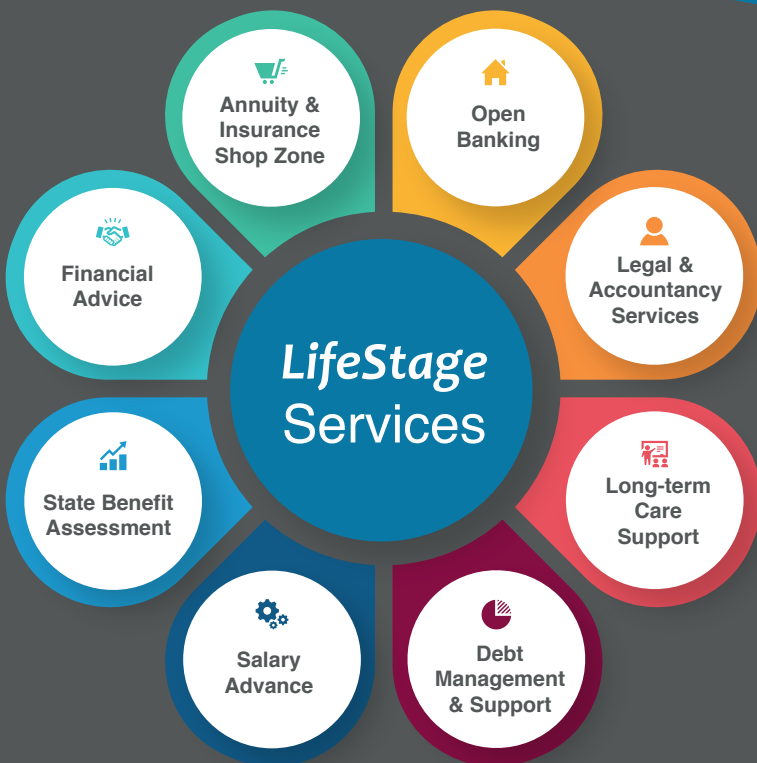 Annuity &
Insurance
Shop Zone
Open
Banking
Financial
Advice
Legal &
Accountancy
Services
LifeStage
Services
State Benefit
Assessment
Long-term
Care
Support
Salary
Advance
Debt
Management
& Support